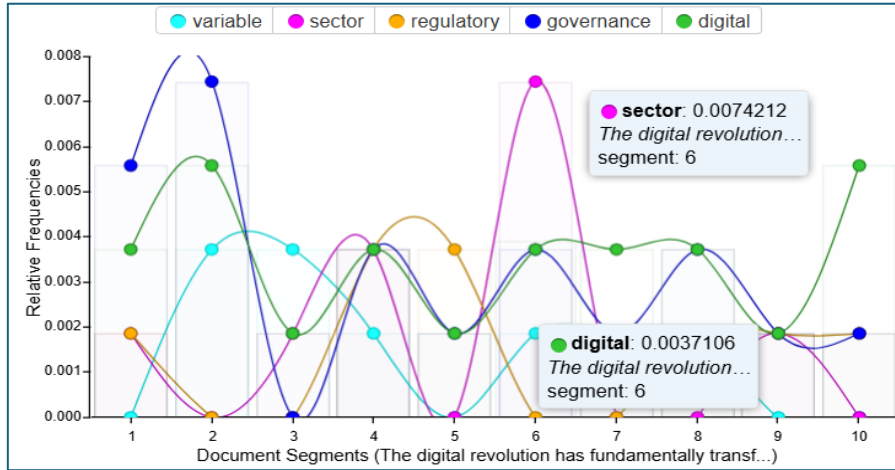 variable sector regulatory governance digital
0.008
0.007
0.006
0.005
0.004
0.003
0.002
0.001
0.000
Relative Frequencies
sector: 0.0074212
The digital revolution…
segment: 6
digital: 0.0037106
The digital revolution…
segment: 6
1 2 3 4 5 6 7 8 9 10
Document Segments (The digital revolution has fundamentally transf...)